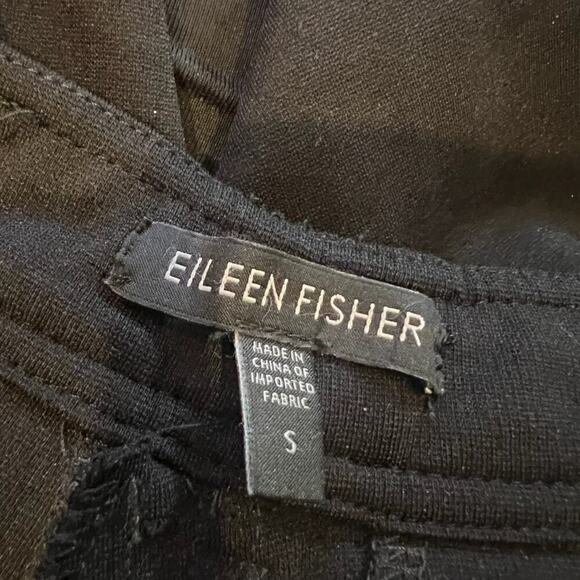 EILEEN FISHER
MADE IN
CHINA OF
IMPORTED
FABRIC
S